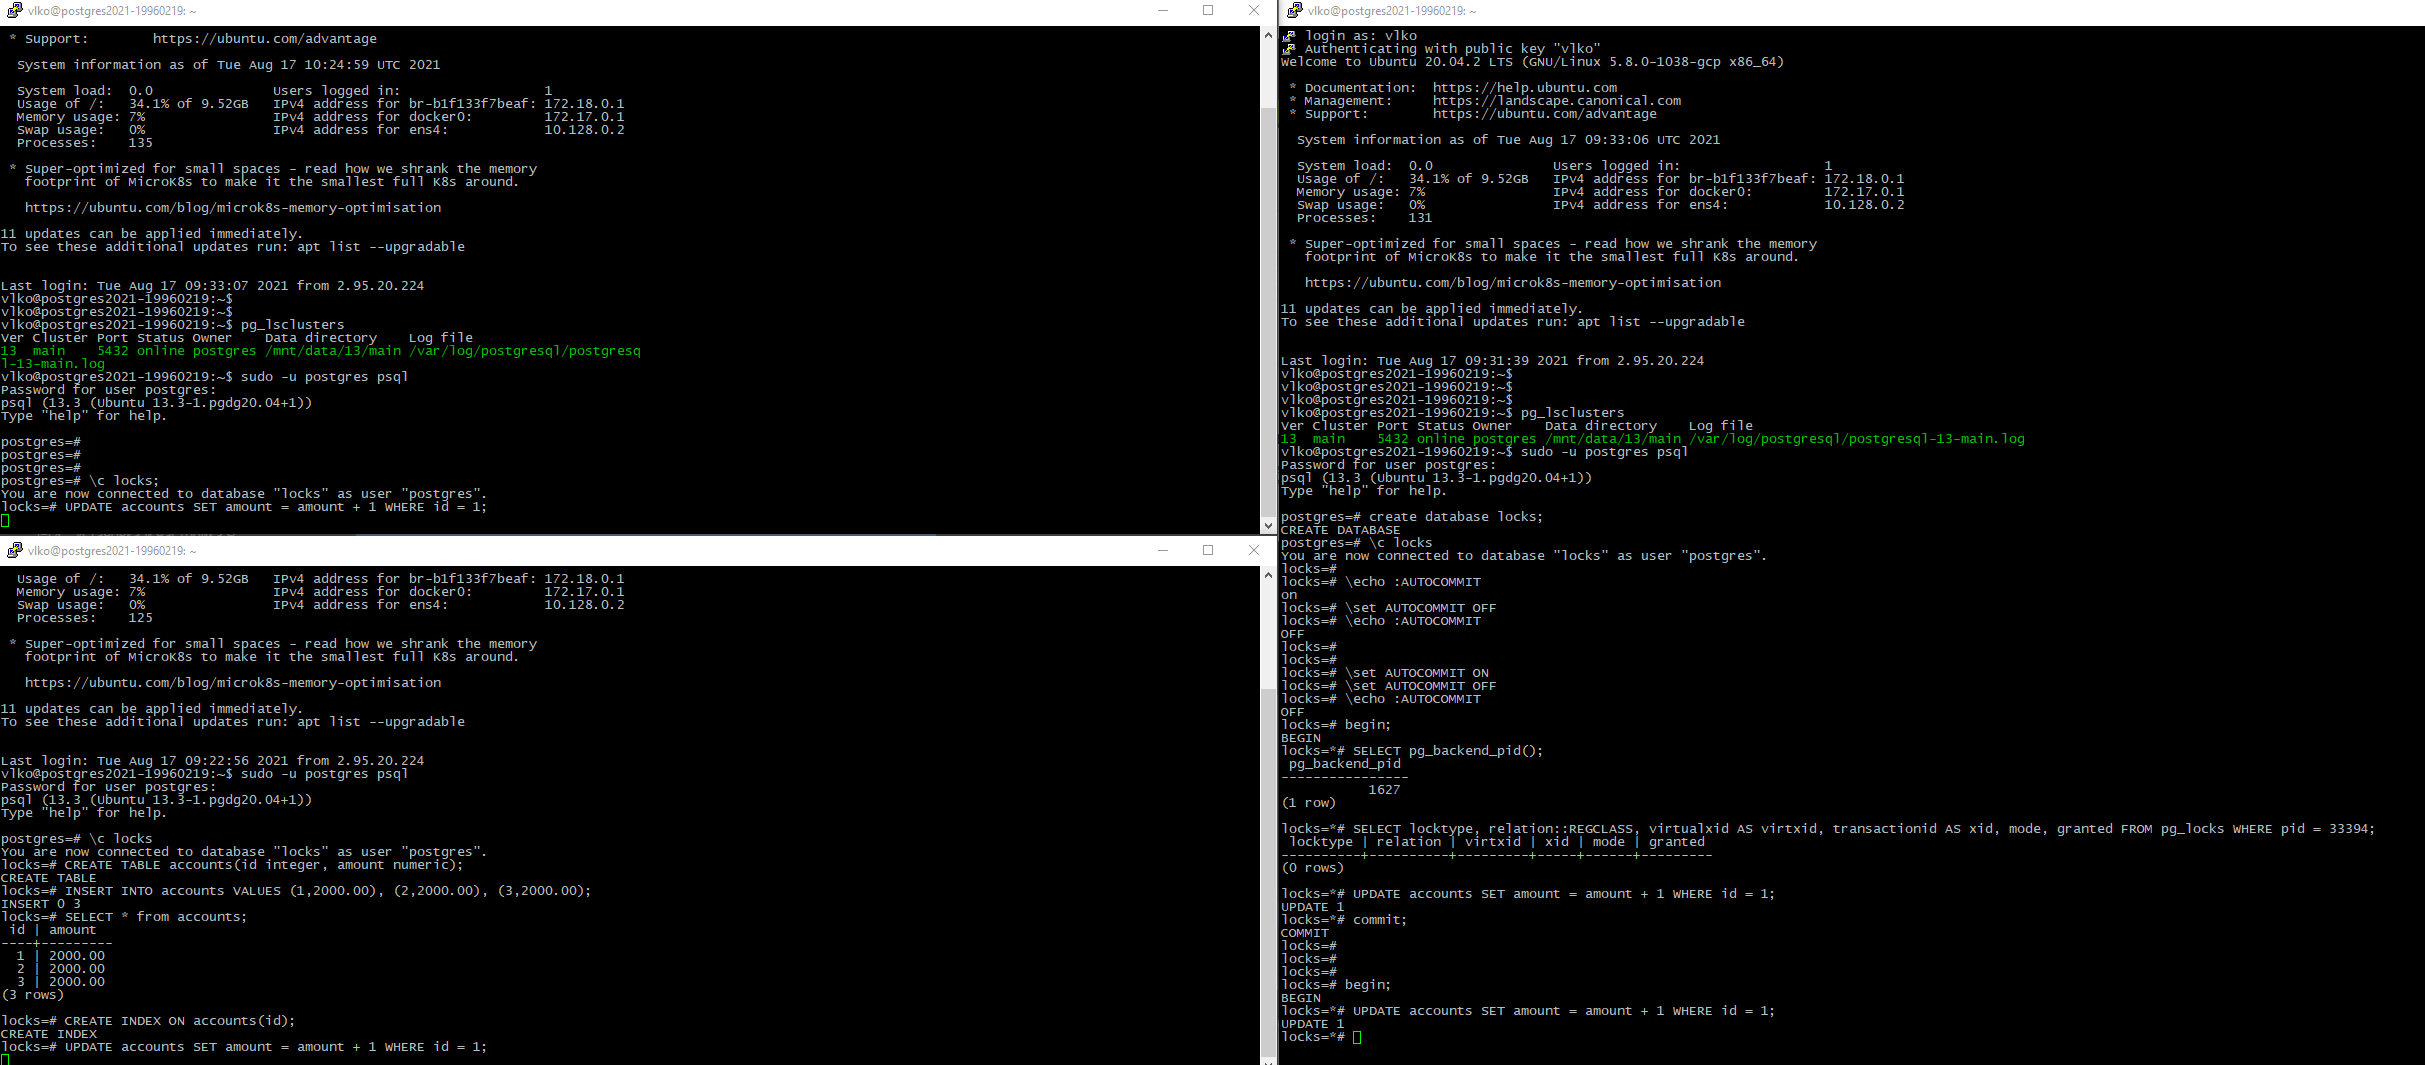 vlko@postgres2021-19960219: ~
 * Support:        https://ubuntu.com/advantage
  System information as of Tue Aug 17 10:24:59 UTC 2021
  System load:  0.0               Users logged in:                 1
  Usage of /:   34.1% of 9.52GB   IPv4 address for br-b1f133f7beaf: 172.18.0.1
  Memory usage: 7%                IPv4 address for docker0:         172.17.0.1
  Swap usage:   0%                IPv4 address for ens4:            10.128.0.2
  Processes:    135
 * Super-optimized for small spaces - read how we shrank the memory
   footprint of MicroK8s to make it the smallest full K8s around.
   https://ubuntu.com/blog/microk8s-memory-optimisation
11 updates can be applied immediately.
To see these additional updates run: apt list --upgradable
Last login: Tue Aug 17 09:33:07 2021 from 2.95.20.224
vlko@postgres2021-19960219:~$
vlko@postgres2021-19960219:~$
vlko@postgres2021-19960219:~$ pg_lsclusters
Ver Cluster Port Status Owner    Data directory    Log file
13  main    5432 online postgres /mnt/data/13/main /var/log/postgresql/postgresq
l-13-main.log
vlko@postgres2021-19960219:~$ sudo -u postgres psql
Password for user postgres:
psql (13.3 (Ubuntu 13.3-1.pgdg20.04+1))
Type "help" for help.
postgres=#
postgres=#
postgres=#
postgres=# \c locks;
You are now connected to database "locks" as user "postgres".
locks=# UPDATE accounts SET amount = amount + 1 WHERE id = 1;
vlko@postgres2021-19960219: ~
  Usage of /:   34.1% of 9.52GB   IPv4 address for br-b1f133f7beaf: 172.18.0.1
  Memory usage: 7%                IPv4 address for docker0:         172.17.0.1
  Swap usage:   0%                IPv4 address for ens4:            10.128.0.2
  Processes:    125
 * Super-optimized for small spaces - read how we shrank the memory
   footprint of MicroK8s to make it the smallest full K8s around.
   https://ubuntu.com/blog/microk8s-memory-optimisation
11 updates can be applied immediately.
To see these additional updates run: apt list --upgradable
Last login: Tue Aug 17 09:22:56 2021 from 2.95.20.224
vlko@postgres2021-19960219:~$ sudo -u postgres psql
Password for user postgres:
psql (13.3 (Ubuntu 13.3-1.pgdg20.04+1))
Type "help" for help.
postgres=# \c locks
You are now connected to database "locks" as user "postgres".
locks=# CREATE TABLE accounts(id integer, amount numeric);
CREATE TABLE
locks=# INSERT INTO accounts VALUES (1,2000.00), (2,2000.00), (3,2000.00);
INSERT 0 3
locks=# SELECT * from accounts;
 id | amount
----+---------
  1 | 2000.00
  2 | 2000.00
  3 | 2000.00
(3 rows)
locks=# CREATE INDEX ON accounts(id);
CREATE INDEX
locks=# UPDATE accounts SET amount = amount + 1 WHERE id = 1;
vlko@postgres2021-19960219: ~
login as: vlko
Authenticating with public key "vlko"
Welcome to Ubuntu 20.04.2 LTS (GNU/Linux 5.8.0-1038-gcp x86_64)
 * Documentation:  https://help.ubuntu.com
 * Management:     https://landscape.canonical.com
 * Support:        https://ubuntu.com/advantage
  System information as of Tue Aug 17 09:33:06 UTC 2021
  System load:  0.0               Users logged in:                 1
  Usage of /:   34.1% of 9.52GB   IPv4 address for br-b1f133f7beaf: 172.18.0.1
  Memory usage: 7%                IPv4 address for docker0:         172.17.0.1
  Swap usage:   0%                IPv4 address for ens4:            10.128.0.2
  Processes:    131
 * Super-optimized for small spaces - read how we shrank the memory
   footprint of MicroK8s to make it the smallest full K8s around.
   https://ubuntu.com/blog/microk8s-memory-optimisation
11 updates can be applied immediately.
To see these additional updates run: apt list --upgradable
Last login: Tue Aug 17 09:31:39 2021 from 2.95.20.224
vlko@postgres2021-19960219:~$
vlko@postgres2021-19960219:~$
vlko@postgres2021-19960219:~$
vlko@postgres2021-19960219:~$ pg_lsclusters
Ver Cluster Port Status Owner    Data directory    Log file
13  main    5432 online postgres /mnt/data/13/main /var/log/postgresql/postgresql-13-main.log
vlko@postgres2021-19960219:~$ sudo -u postgres psql
Password for user postgres:
psql (13.3 (Ubuntu 13.3-1.pgdg20.04+1))
Type "help" for help.
postgres=# create database locks;
CREATE DATABASE
postgres=# \c locks
You are now connected to database "locks" as user "postgres".
locks=#
locks=# \echo :AUTOCOMMIT
on
locks=# \set AUTOCOMMIT OFF
locks=# \echo :AUTOCOMMIT
OFF
locks=#
locks=#
locks=# \set AUTOCOMMIT ON
locks=# \set AUTOCOMMIT OFF
locks=# \echo :AUTOCOMMIT
OFF
locks=# begin;
BEGIN
locks=*# SELECT pg_backend_pid();
 pg_backend_pid
----------------
           1627
(1 row)
locks=*# SELECT locktype, relation::REGCLASS, virtualxid AS virtxid, transactionid AS xid, mode, granted FROM pg_locks WHERE pid = 33394;
 locktype | relation | virtxid | xid | mode | granted
----------+----------+---------+-----+------+---------
(0 rows)
locks=*# UPDATE accounts SET amount = amount + 1 WHERE id = 1;
UPDATE 1
locks=*# commit;
COMMIT
locks=#
locks=#
locks=#
locks=# begin;
BEGIN
locks=*# UPDATE accounts SET amount = amount + 1 WHERE id = 1;
UPDATE 1
locks=*#